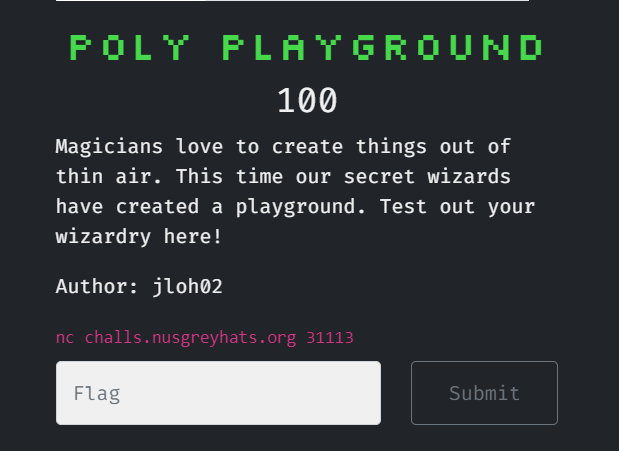 POLY PLAYGROUND
100
Magicians love to create things out of
thin air. This time our secret wizards
have created a playground. Test out your
wizardry here!
Author: jloh02
nc challs.nusgreyhats.org 31113
Flag
Submit